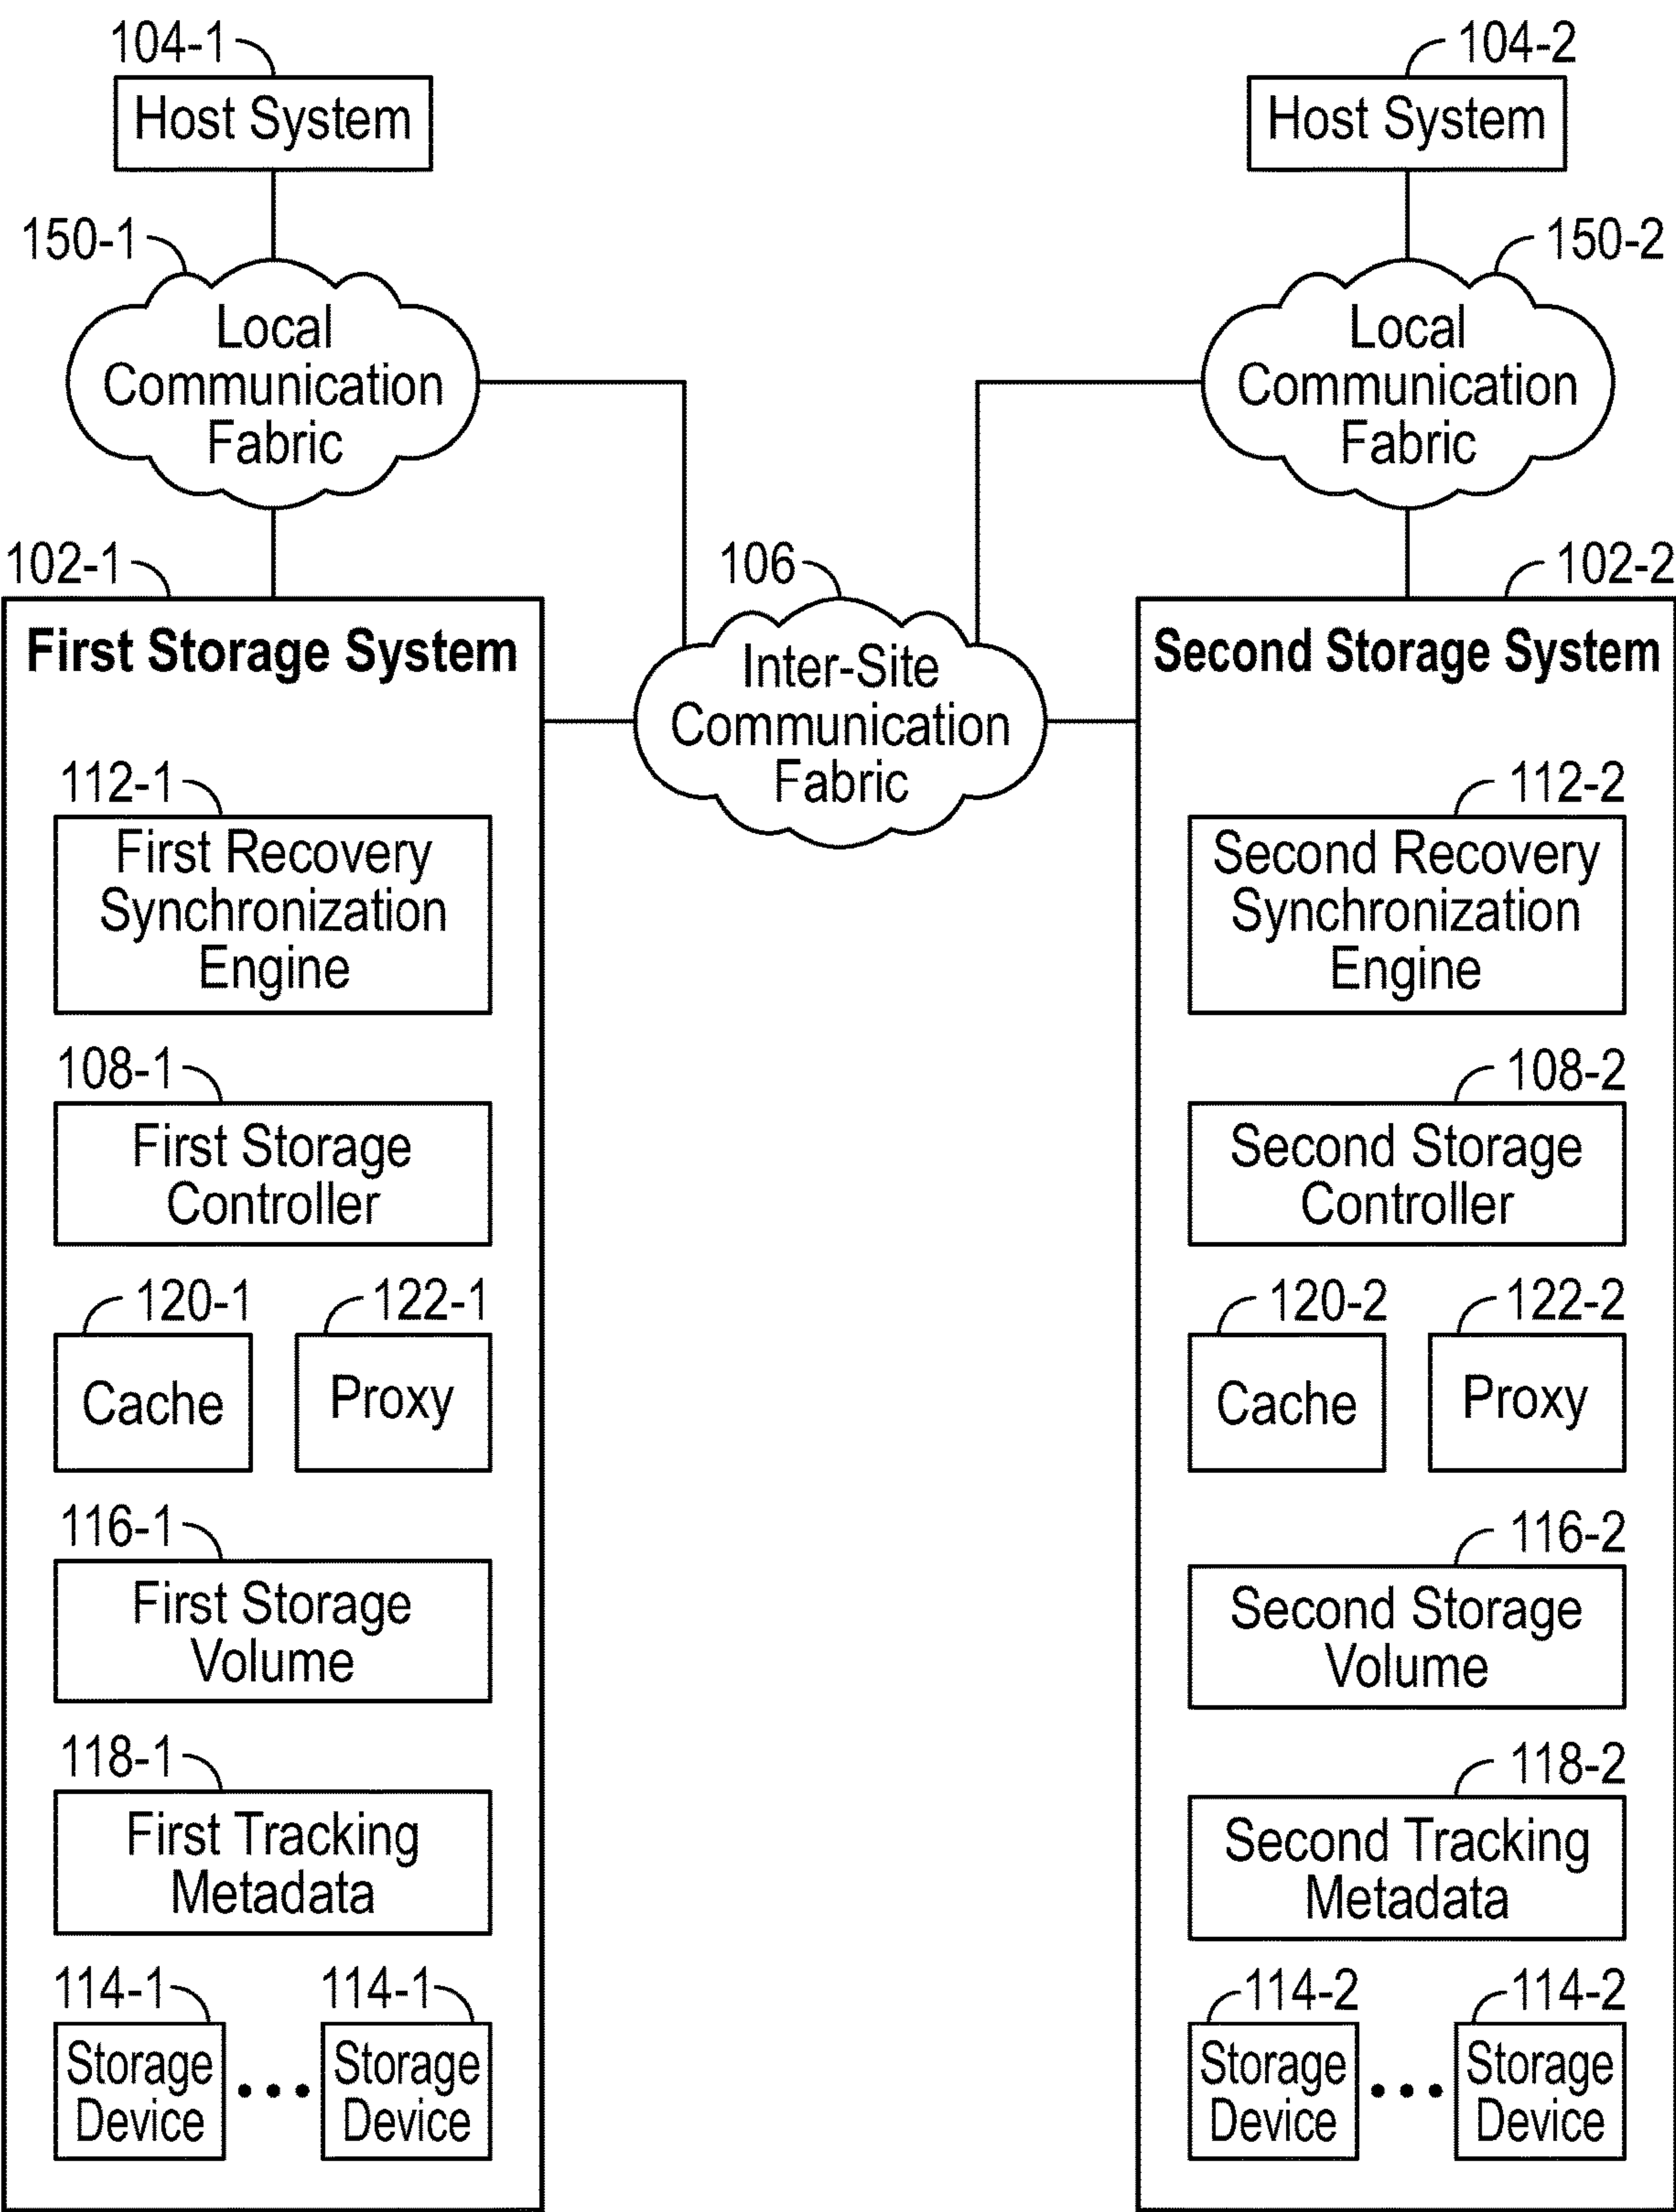 104-1
Host System
104-2
Host System
150-1
Local
Communication
Fabric
150-2
Local
Communication
Fabric
106
Inter-Site
Communication
Fabric
102-1
First Storage System
112-1
First Recovery
Synchronization
Engine
108-1
First Storage
Controller
120-1
Cache
122-1
Proxy
116-1
First Storage
Volume
118-1
First Tracking
Metadata
114-1
Storage
Device
•••
114-1
Storage
Device
102-2
Second Storage System
112-2
Second Recovery
Synchronization
Engine
108-2
Second Storage
Controller
120-2
Cache
122-2
Proxy
116-2
Second Storage
Volume
118-2
Second Tracking
Metadata
114-2
Storage
Device
•••
114-2
Storage
Device